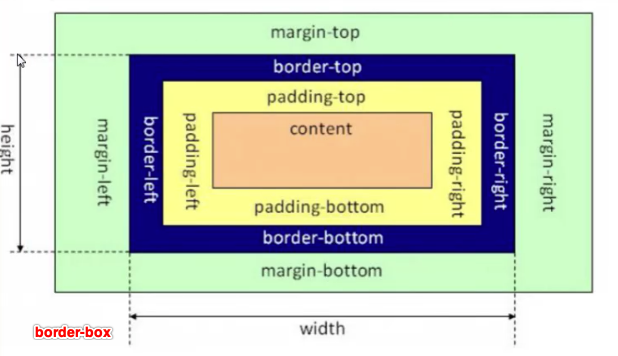 margin-top
border-top
padding-top
content
height
margin-left
border-left
padding-left
padding-right
border-right
margin-right
padding-bottom
border-bottom
margin-bottom
border-box
width